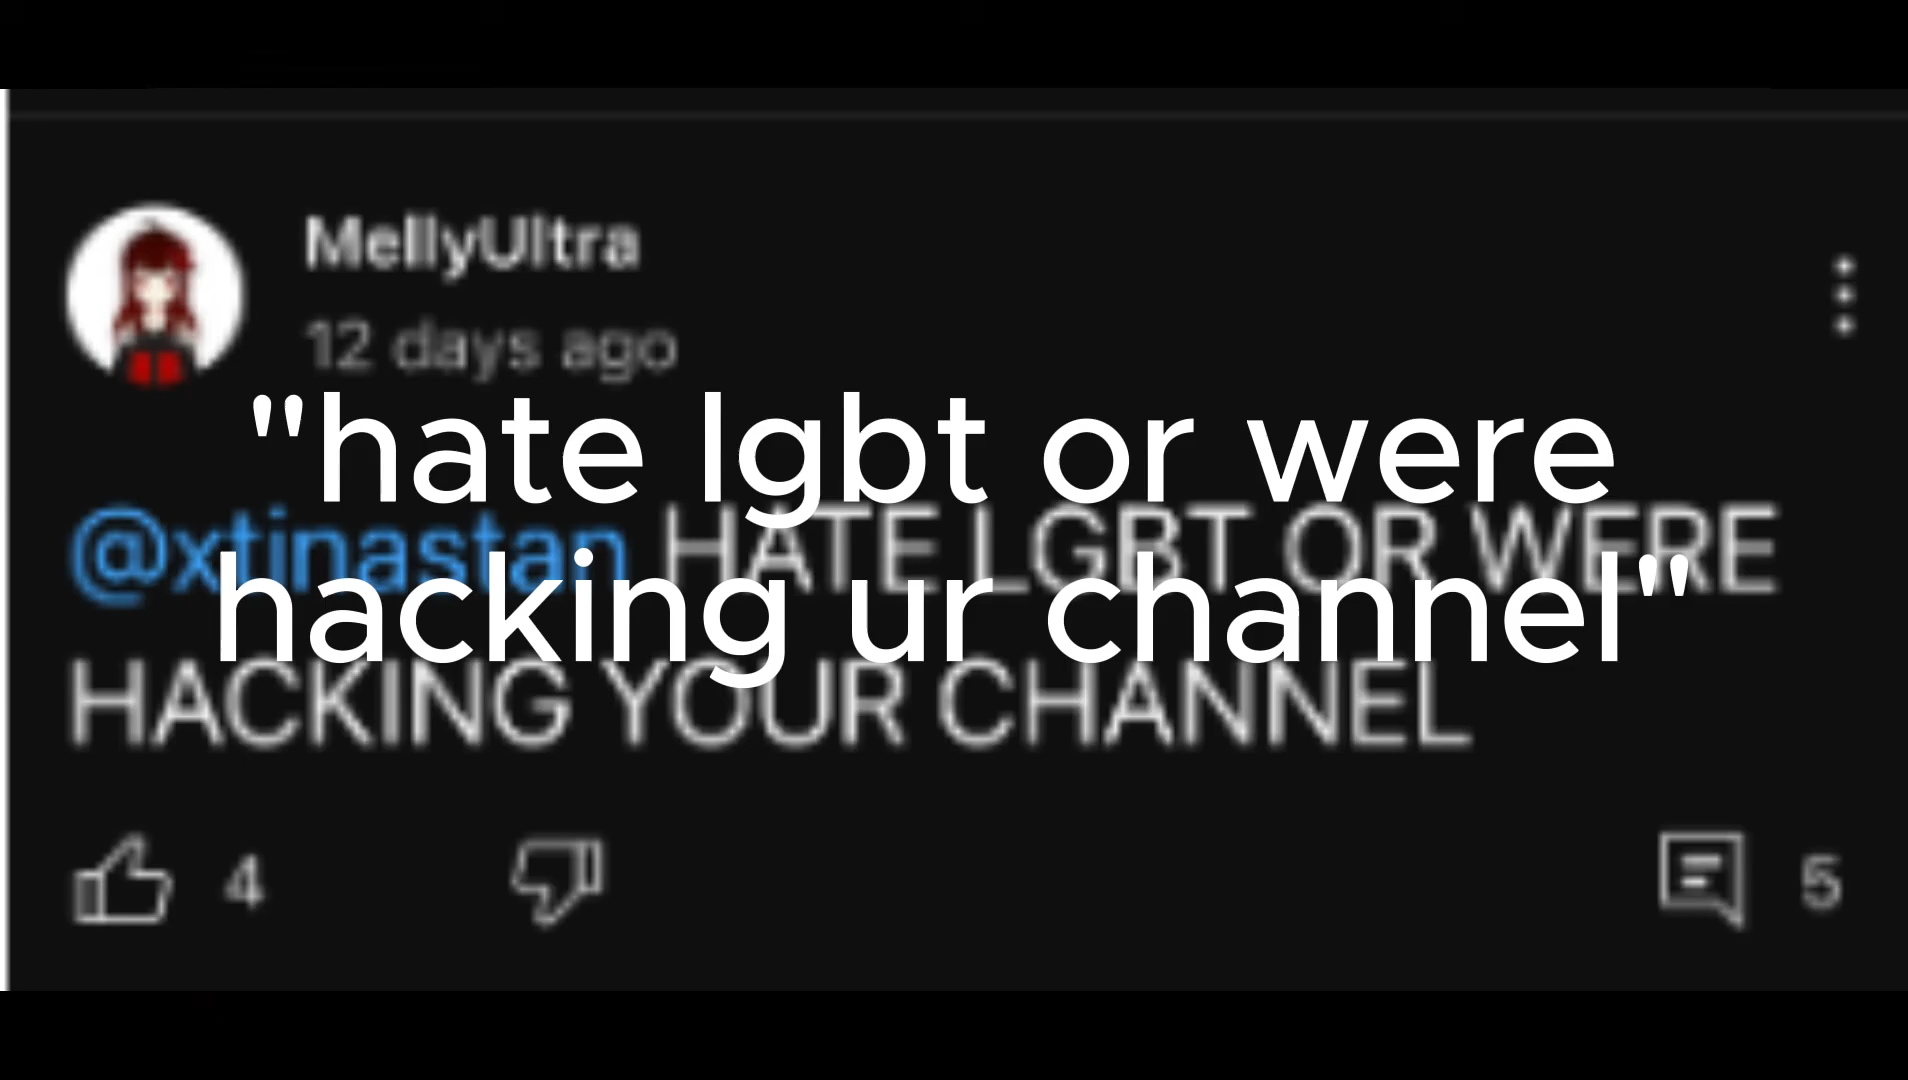 MellyUltra
12 days ago
"hate lgbt or were
@xtinastan HATE LGBT OR WERE
hacking ur channel"
HACKING YOUR CHANNEL
4
5